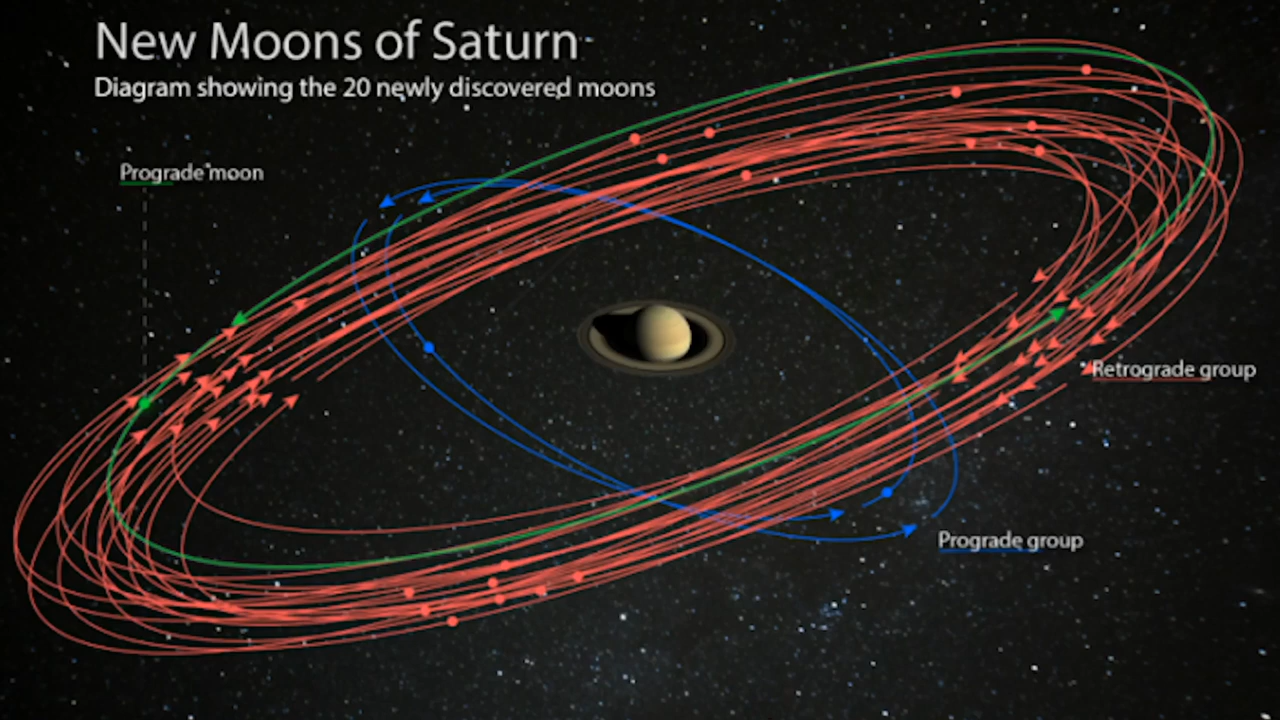 New Moons of Saturn
Diagram showing the 20 newly discovered moons
Prograde moon
Retrograde group
Prograde group